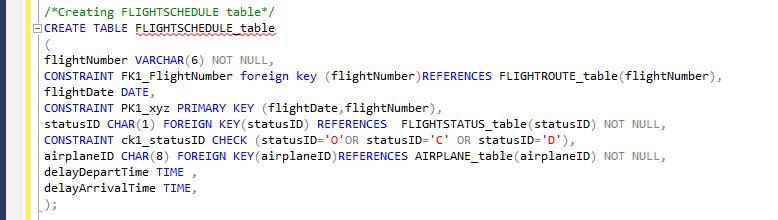 /*Creating FLIGHTSCHEDULE table*/
CREATE TABLE FLIGHTSCHEDULE_table
(
flightNumber VARCHAR(6) NOT NULL,
CONSTRAINT FK1_FlightNumber foreign key (flightNumber)REFERENCES FLIGHTROUTE_table(flightNumber),
flightDate DATE,
CONSTRAINT PK1_xyz PRIMARY KEY (flightDate,flightNumber),
statusID CHAR(1) FOREIGN KEY(statusID) REFERENCES  FLIGHTSTATUS_table(statusID) NOT NULL,
CONSTRAINT ck1_statusID CHECK (statusID='O'OR statusID='C' OR statusID='D'),
airplaneID CHAR(8) FOREIGN KEY(airplaneID)REFERENCES AIRPLANE_table(airplaneID) NOT NULL,
delayDepartTime TIME ,
delayArrivalTime TIME,
);